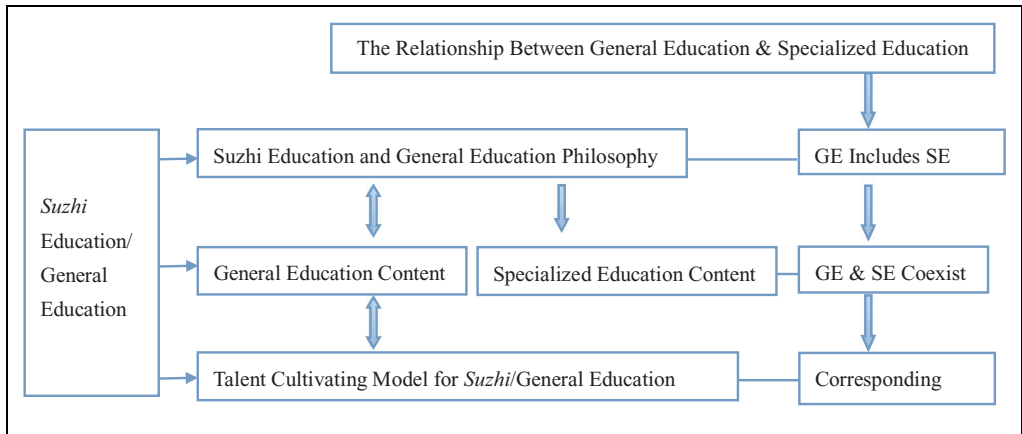 The Relationship Between General Education & Specialized Education
Suzhi Education and General Education Philosophy
GE Includes SE
Suzhi
Education/
General
Education
General Education Content
Specialized Education Content
GE & SE Coexist
Talent Cultivating Model for Suzhi/General Education
Corresponding